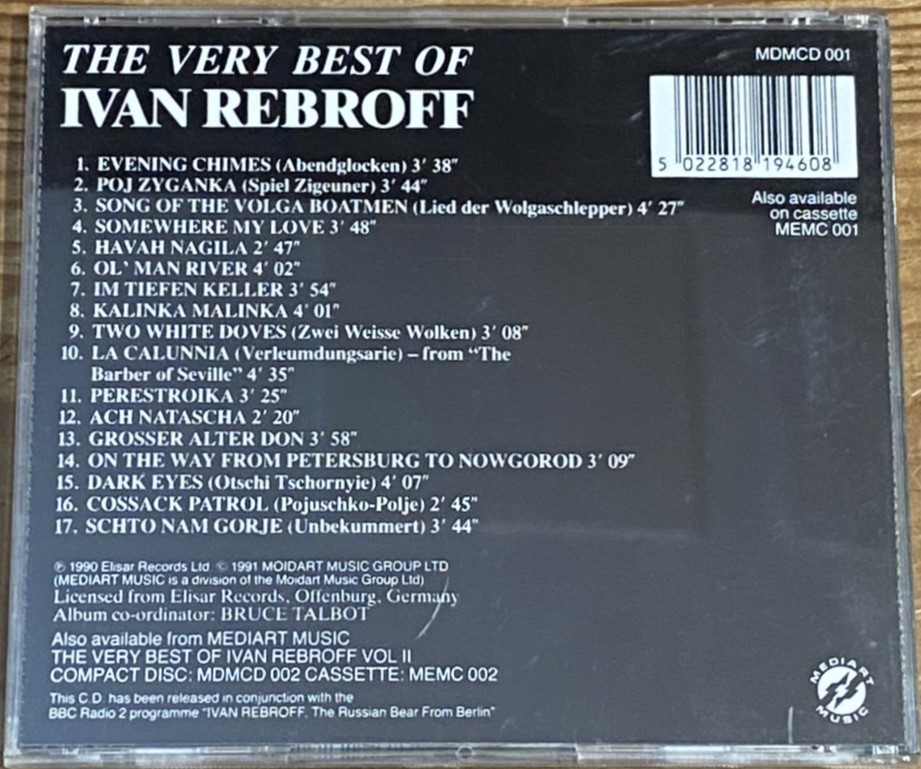 THE VERY BEST OF
IVAN REBROFF
MDMCD 001
5 022818 194608
Also available
on cassette
MEMC 001
1. EVENING CHIMES (Abendglocken) 3' 38"
2. POJ ZYGANKA (Spiel Zigeuner) 3' 44"
3. SONG OF THE VOLGA BOATMEN (Lied der Wolgaschlepper) 4' 27"
4. SOMEWHERE MY LOVE 3' 48"
5. HAVAH NAGILA 2' 47"
6. OL' MAN RIVER 4' 02"
7. IM TIEFEN KELLER 3' 54"
8. KALINKA MALINKA 4' 01"
9. TWO WHITE DOVES (Zwei Weisse Wolken) 3' 08"
10. LA CALUNNIA (Verleumdungsarie) – from “The
Barber of Seville” 4' 35"
11. PERESTROIKA 3' 25"
12. ACH NATASCHA 2' 20"
13. GROSSER ALTER DON 3' 58"
14. ON THE WAY FROM PETERSBURG TO NOWGOROD 3' 09"
15. DARK EYES (Otschi Tschornyie) 4' 07"
16. COSSACK PATROL (Pojuschko-Polje) 2' 45"
17. SCHTO NAM GORJE (Unbekummert) 3' 44"
℗ 1990 Elisar Records Ltd © 1991 MOIDART MUSIC GROUP LTD
(MEDIART MUSIC is a division of the Moidart Music Group Ltd)
Licensed from Elisar Records, Offenburg, Germany
Album co-ordinator: BRUCE TALBOT
Also available from MEDIART MUSIC
THE VERY BEST OF IVAN REBROFF VOL II
COMPACT DISC: MDMCD 002 CASSETTE: MEMC 002
This C.D. has been released in conjunction with the
BBC Radio 2 programme “IVAN REBROFF, The Russian Bear From Berlin”
MEDIART
MUSIC